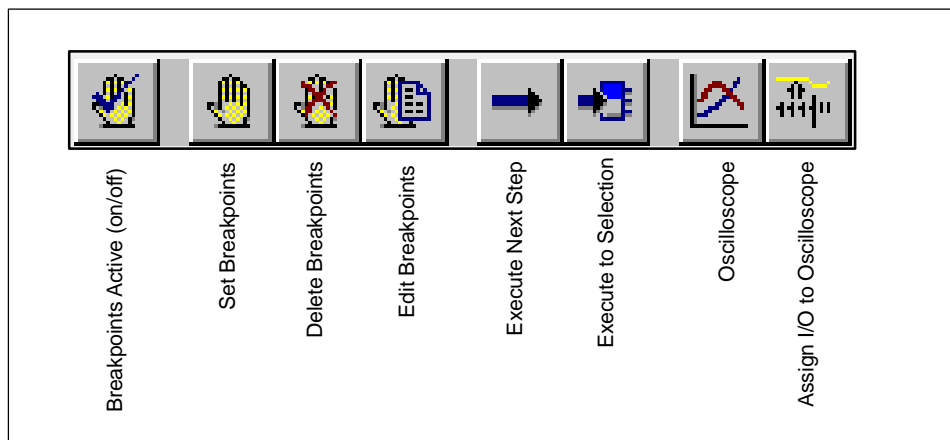 Breakpoints Active (on/off)
Set Breakpoints
Delete Breakpoints
Edit Breakpoints
Execute Next Step
Execute to Selection
Oscilloscope
Assign I/O to Oscilloscope